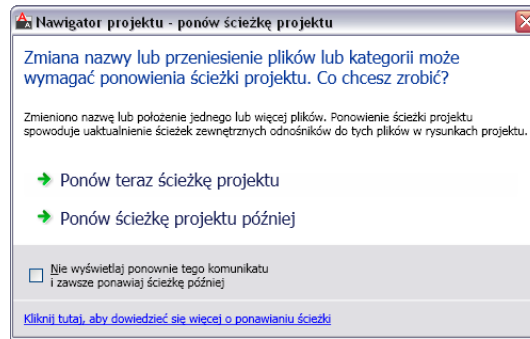 Nawigator projektu - ponów ścieżkę projektu
Zmiana nazwy lub przeniesienie plików lub kategorii może
wymagać ponowienia ścieżki projektu. Co chcesz zrobić?
Zmieniono nazwę lub położenie jednego lub więcej plików. Ponowienie ścieżki projektu
spowoduje uaktualnienie ścieżek zewnętrznych odnośników do tych plików w rysunkach projektu.
Ponów teraz ścieżkę projektu
Ponów ścieżkę projektu później
Nie wyświetlaj ponownie tego komunikatu
i zawsze ponawiaj ścieżkę później
Kliknij tutaj, aby dowiedzieć się więcej o ponawianiu ścieżki